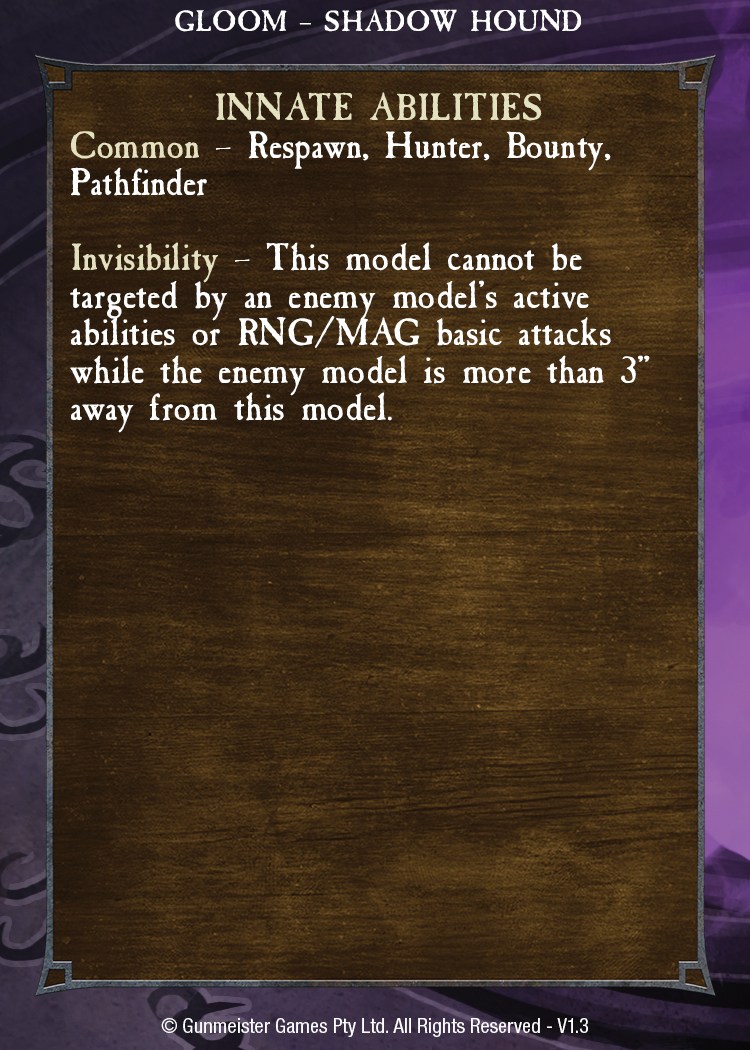 GLOOM – SHADOW HOUND
INNATE ABILITIES
Common – Respawn, Hunter, Bounty,
Pathfinder
Invisibility – This model cannot be
targeted by an enemy model's active
abilities or RNG/MAG basic attacks
while the enemy model is more than 3"
away from this model.
© Gunmeister Games Pty Ltd. All Rights Reserved - V1.3